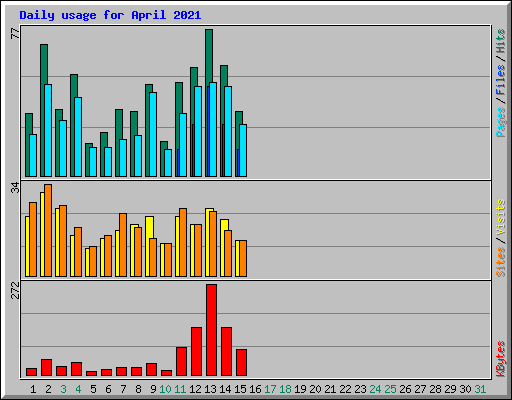 Daily usage for April 2021
77
Pages / Files / Hits
34
Sites / Visits
272
KBytes
1 2 3 4 5 6 7 8 9 10 11 12 13 14 15 16 17 18 19 20 21 22 23 24 25 26 27 28 29 30 31